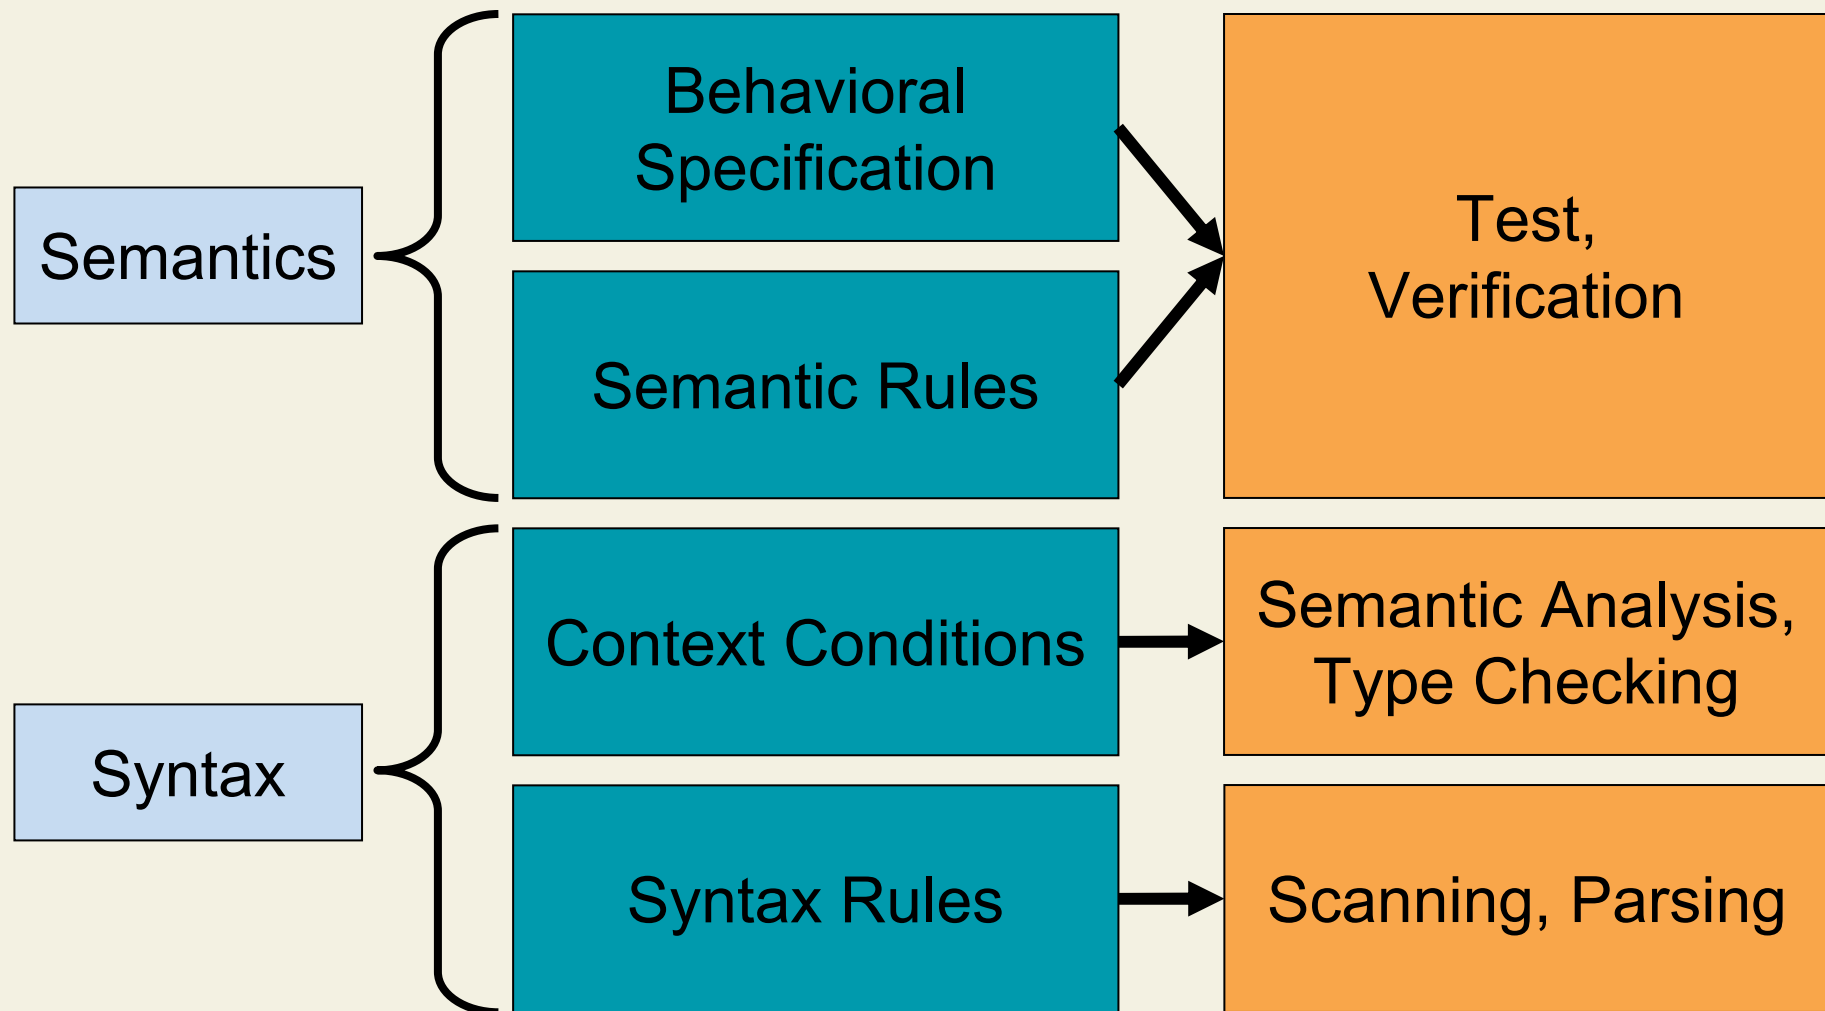 Semantics
Behavioral
Specification
Semantic Rules
Test,
Verification
Syntax
Context Conditions
Semantic Analysis,
Type Checking
Syntax Rules
Scanning, Parsing